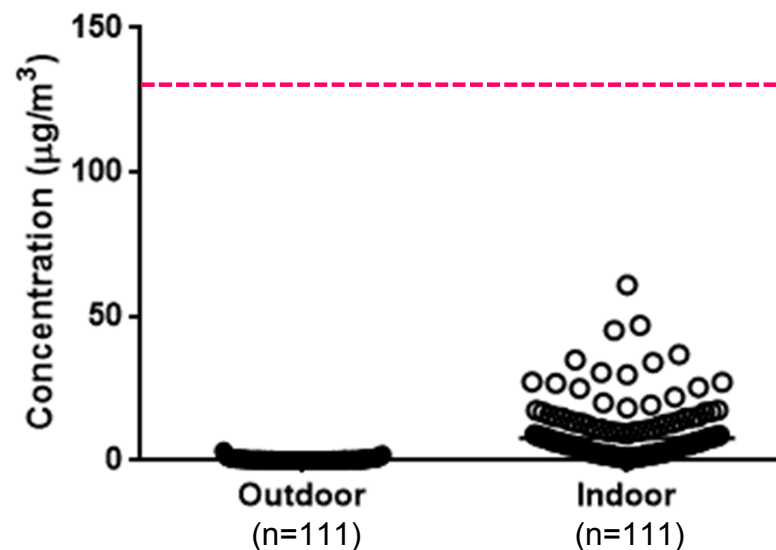 150
100
50
0
Concentration (μg/m³)
Outdoor Indoor
(n=111) (n=111)